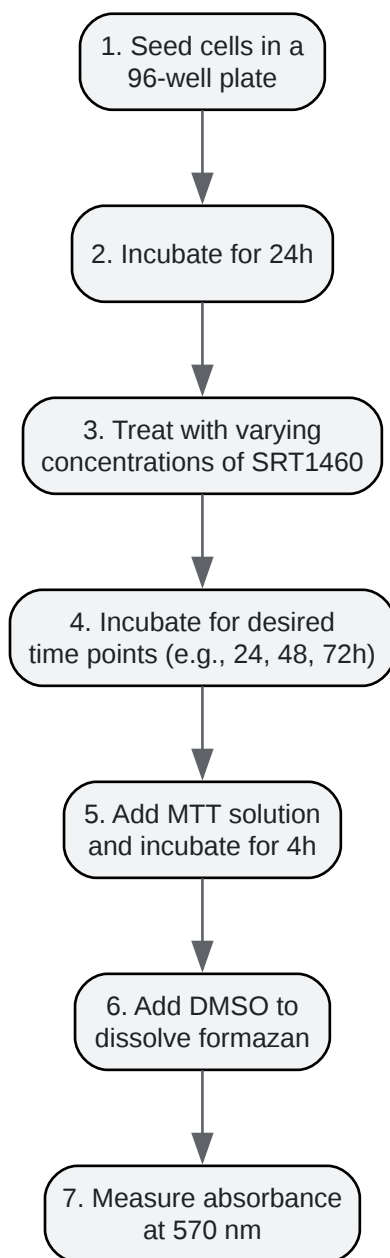 1. Seed cells in a
96-well plate
2. Incubate for 24h
3. Treat with varying
concentrations of SRT1460
4. Incubate for desired
time points (e.g., 24, 48, 72h)
5. Add MTT solution
and incubate for 4h
6. Add DMSO to
dissolve formazan
7. Measure absorbance
at 570 nm